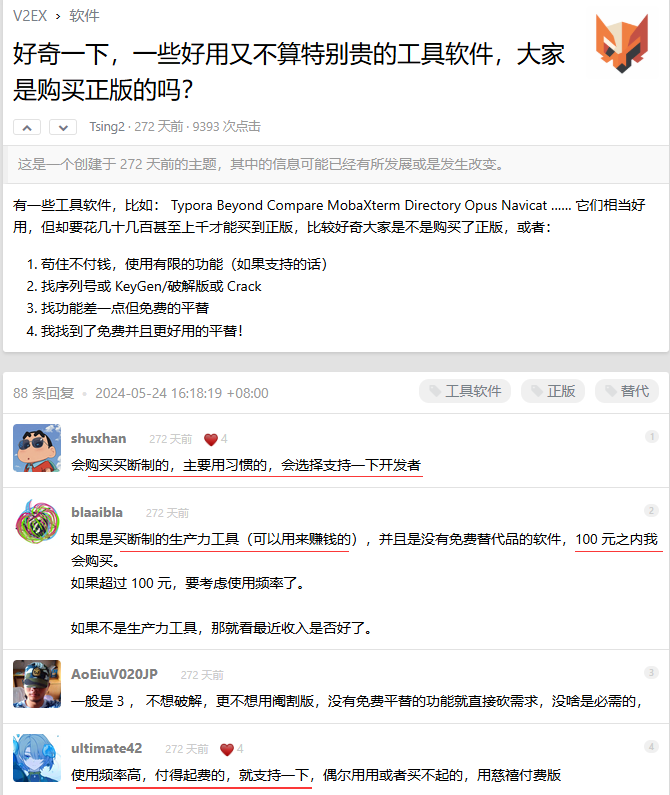 V2EX › 软件
好奇一下，一些好用又不算特别贵的工具软件，大家
是购买正版的吗？
Tsing2 · 272 天前 · 9393 次点击
这是一个创建于 272 天前的主题，其中的信息可能已经有所发展或是发生改变。
有一些工具软件，比如： Typora Beyond Compare MobaXterm Directory Opus Navicat ...... 它们相当好
用，但却要花几十几百甚至上千才能买到正版，比较好奇大家是不是购买了正版，或者：
1. 苟住不付钱，使用有限的功能（如果支持的话）
2. 找序列号或 KeyGen/破解版或 Crack
3. 找功能差一点但免费的平替
4. 我找到了免费并且更好用的平替！
88 条回复 • 2024-05-24 16:18:19 +08:00 工具软件 正版 替代
shuxhan 272 天前 ❤️ 4 1
会购买买断制的，主要用习惯的，会选择支持一下开发者
blaaibla 272 天前 2
如果是买断制的生产力工具（可以用来赚钱的），并且是没有免费替代品的软件，100 元之内我
会购买。
如果超过 100 元，要考虑使用频率了。
如果不是生产力工具，那就看最近收入是否好了。
AoEiuV020JP 272 天前 3
一般是 3 ， 不想破解，更不想用阉割版，没有免费平替的功能就直接砍需求，没啥是必需的，
ultimate42 272 天前 ❤️ 4 4
使用频率高，付得起费的，就支持一下，偶尔用用或者买不起的，用慈禧付费版